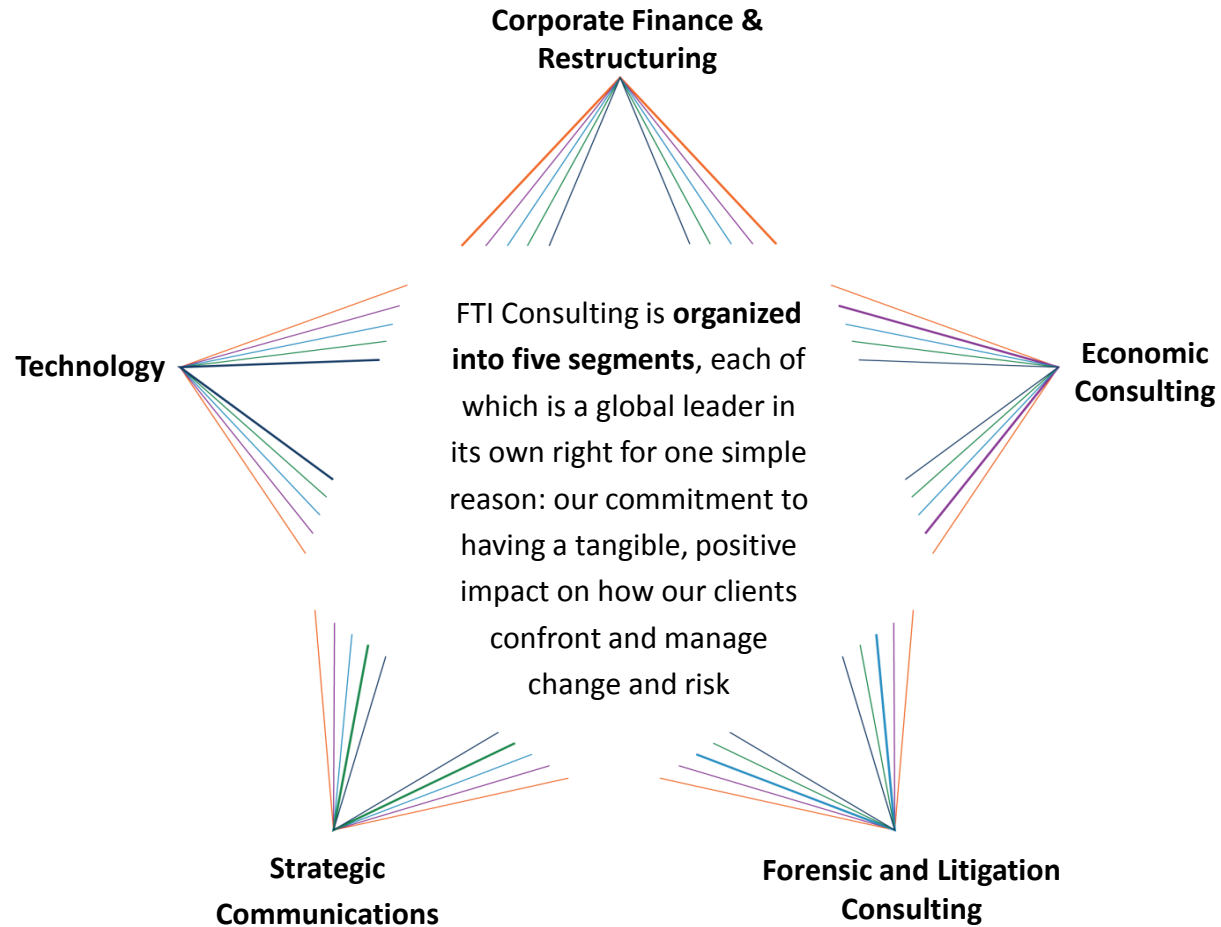 Corporate Finance &
Restructuring
Technology
Economic
Consulting
FTI Consulting is organized
into five segments, each of
which is a global leader in
its own right for one simple
reason: our commitment to
having a tangible, positive
impact on how our clients
confront and manage
change and risk
Strategic
Communications
Forensic and Litigation
Consulting